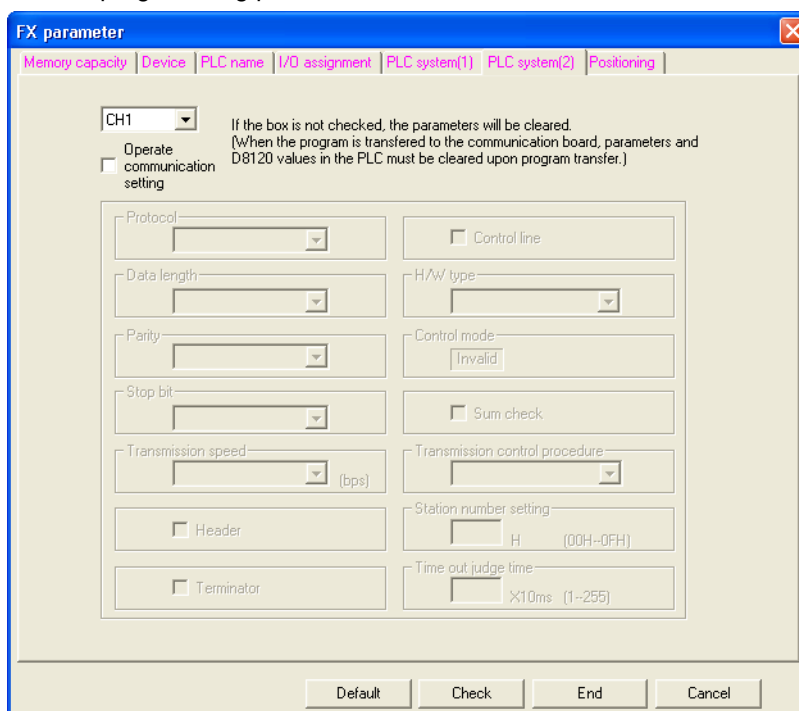 FX parameter
Memory capacity Device PLC name I/O assignment PLC system(1) PLC system(2) Positioning
CH1
If the box is not checked, the parameters will be cleared.
(When the program is transfered to the communication board, parameters and
D8120 values in the PLC must be cleared upon program transfer.)
Operate
communication
setting
Protocol
Control line
Data length
H/W type
Parity
Control mode
Invalid
Stop bit
Sum check
Transmission speed
(bps)
Transmission control procedure
Header
Station number setting
H (00H--0FH)
Terminator
Time out judge time
X10ms (1--255)
Default Check End Cancel